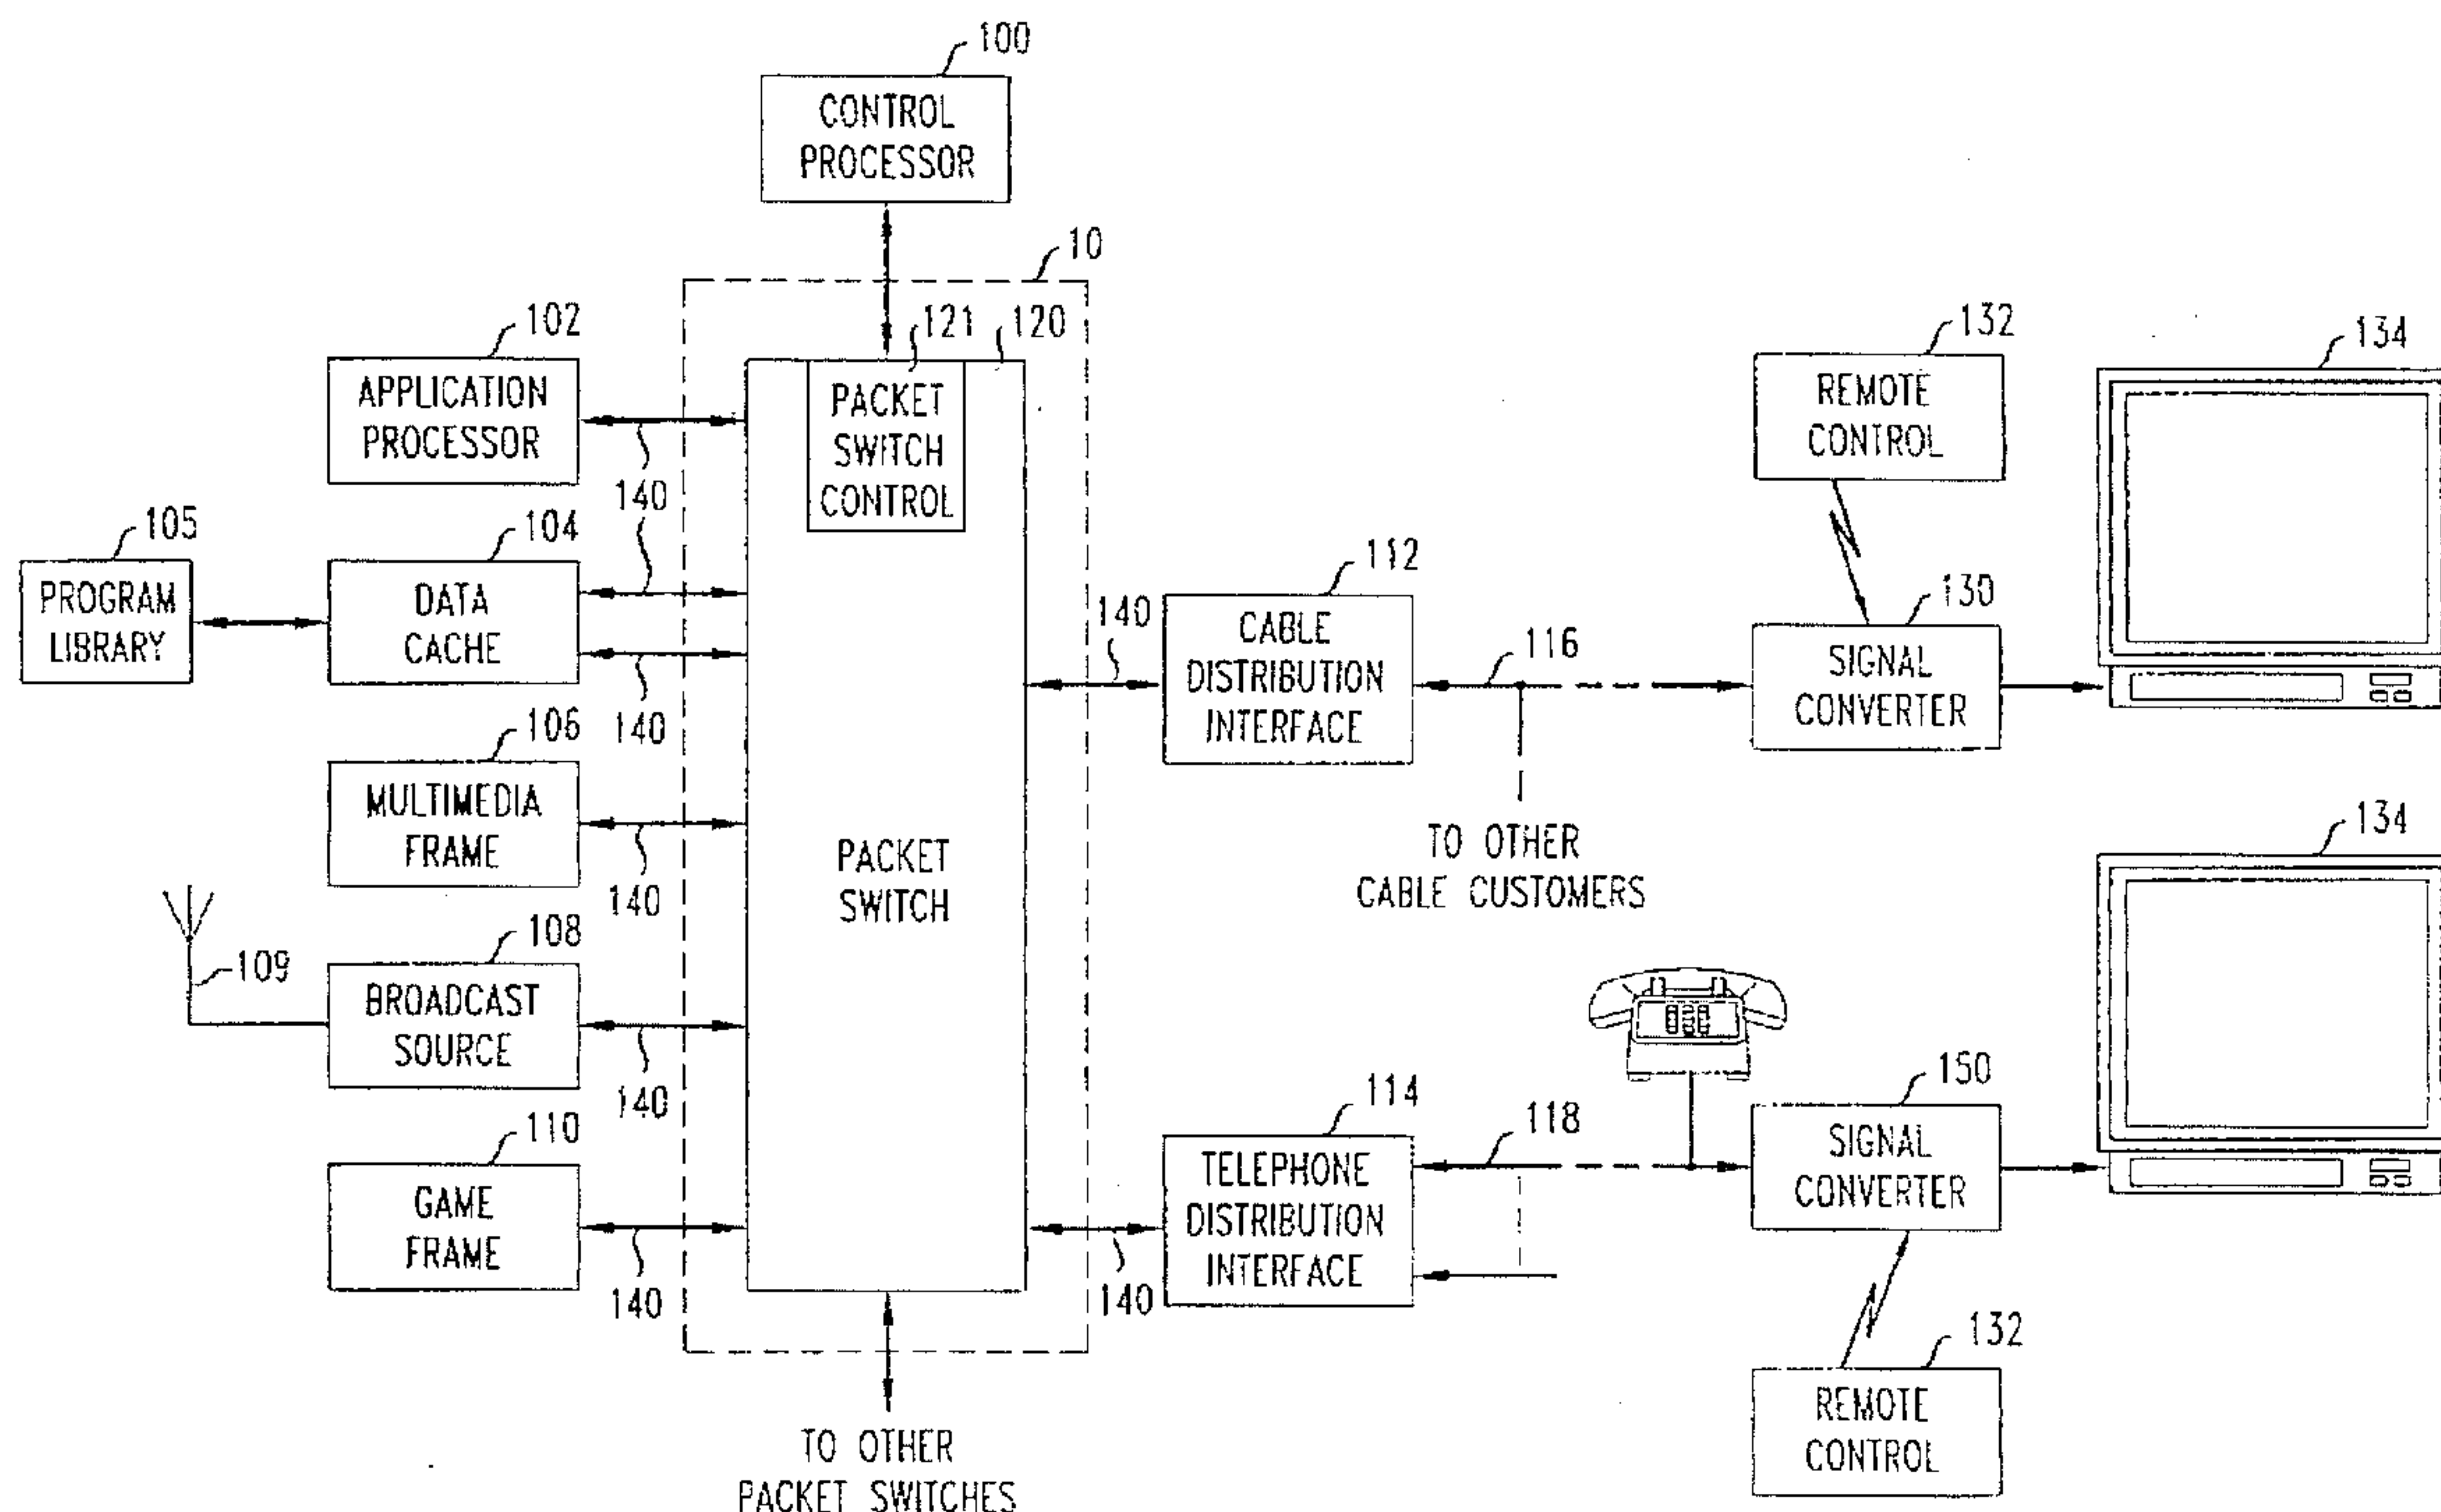 100
CONTROL
PROCESSOR
10
121
120
PACKET
SWITCH
CONTROL
102
APPLICATION
PROCESSOR
140
105
PROGRAM
LIBRARY
104
DATA
CACHE
140
106
MULTIMEDIA
FRAME
140
PACKET
SWITCH
109
108
BROADCAST
SOURCE
140
110
GAME
FRAME
140
TO OTHER
PACKET SWITCHES
140
112
CABLE
DISTRIBUTION
INTERFACE
116
TO OTHER
CABLE CUSTOMERS
132
REMOTE
CONTROL
130
SIGNAL
CONVERTER
134
114
TELEPHONE
DISTRIBUTION
INTERFACE
140
118
150
SIGNAL
CONVERTER
134
132
REMOTE
CONTROL